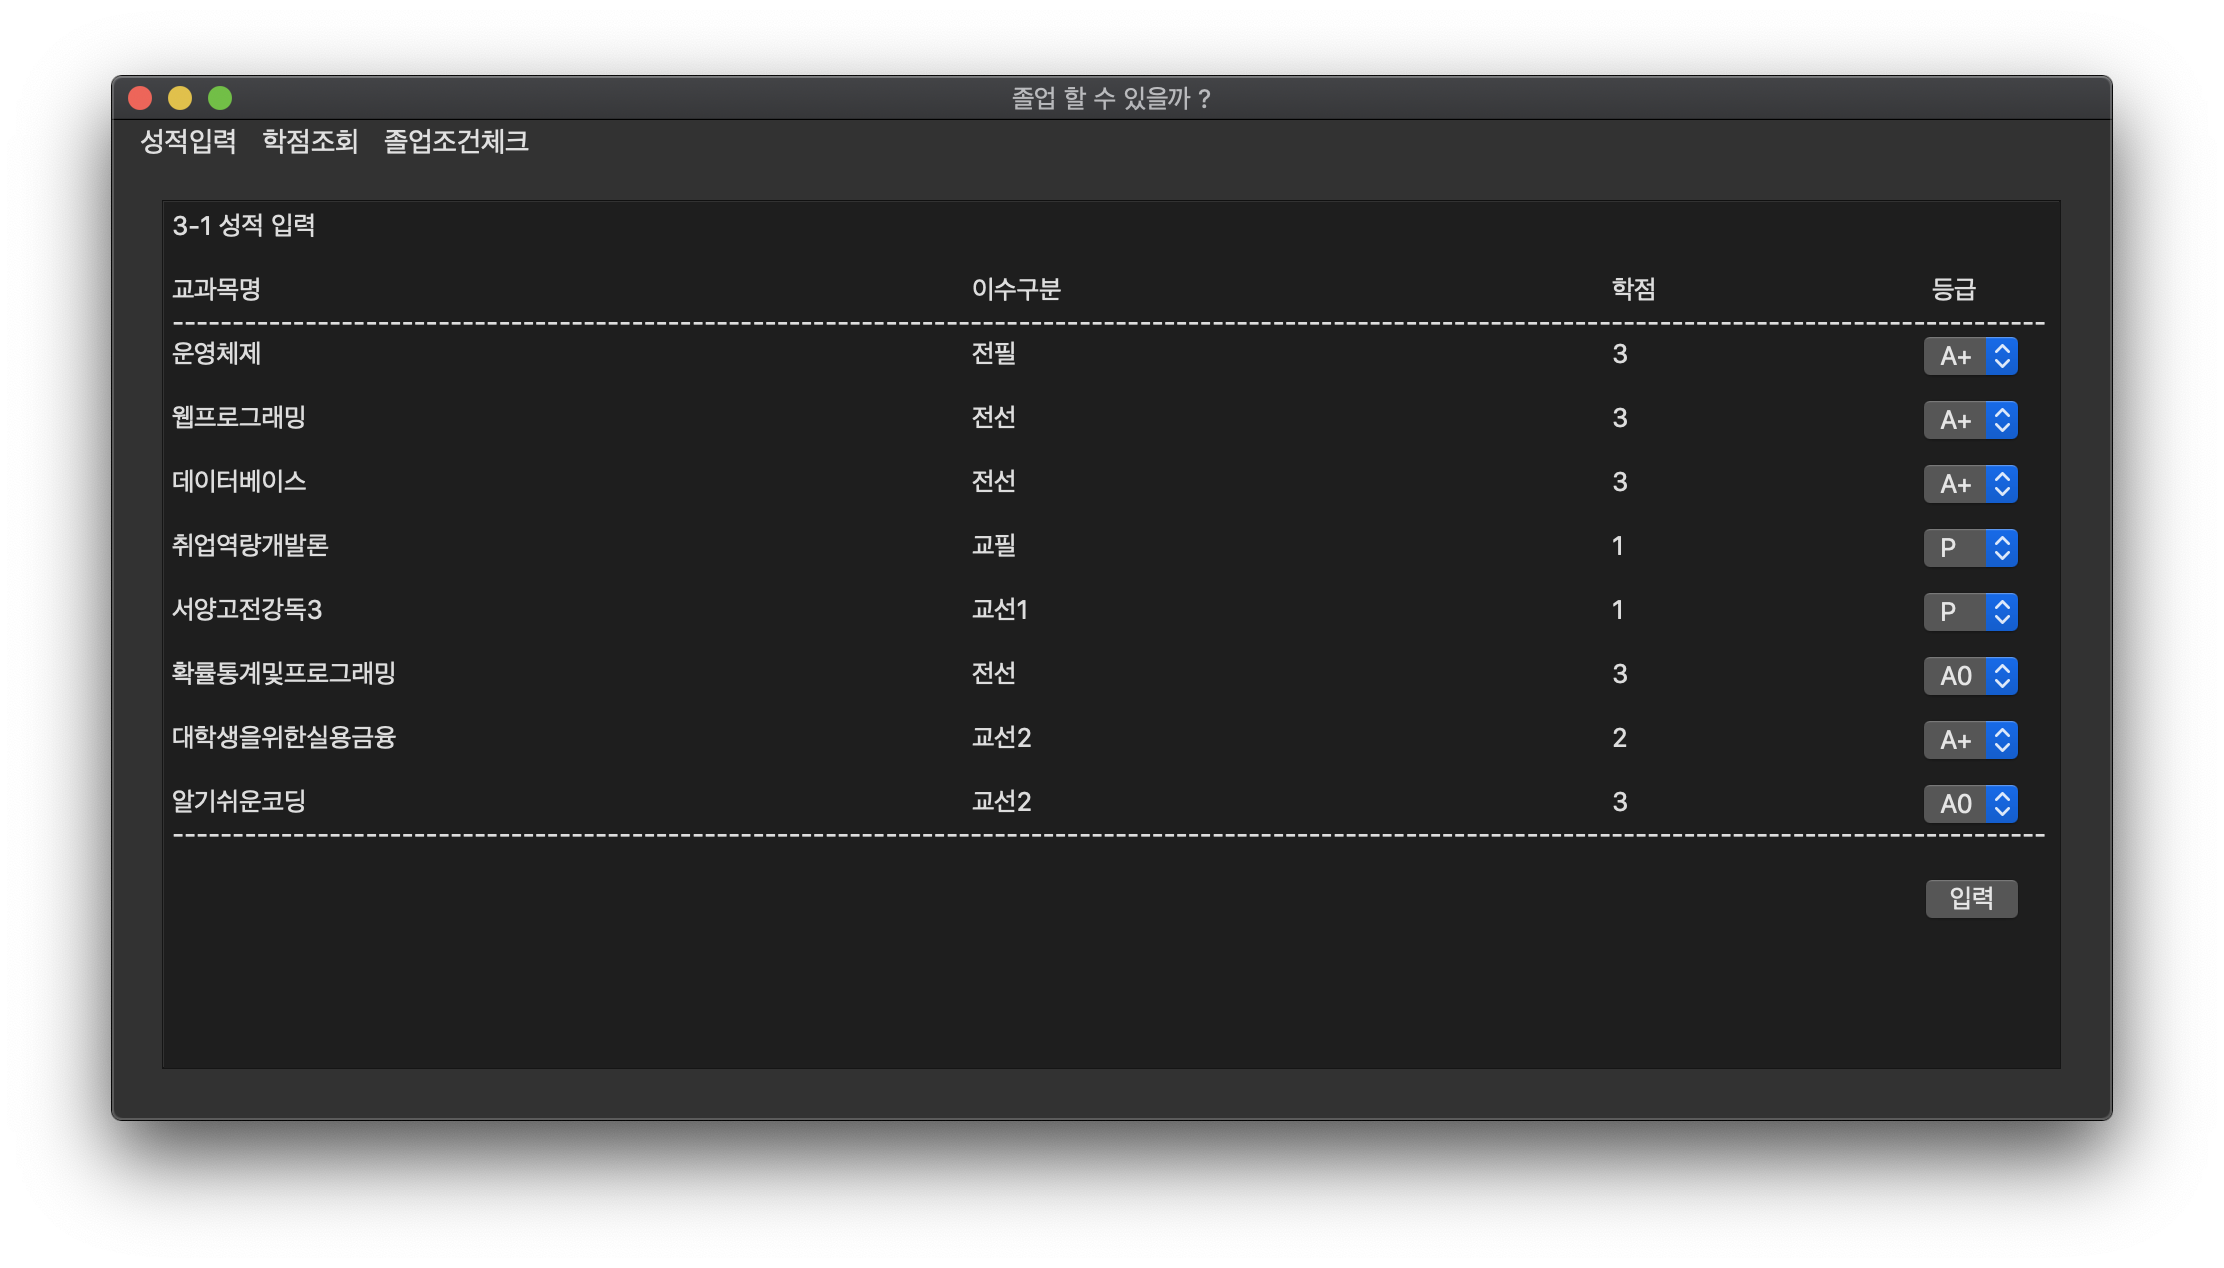 졸업 할 수 있을까 ?
성적입력 학점조회 졸업조건체크
3-1 성적 입력
교과목명 이수구분 학점 등급
운영체제 전필 3 A+
웹프로그래밍 전선 3 A+
데이터베이스 전선 3 A+
취업역량개발론 교필 1 P
서양고전강독3 교선1 1 P
확률통계및프로그래밍 전선 3 A0
대학생을위한실용금융 교선2 2 A+
알기쉬운코딩 교선2 3 A0
입력